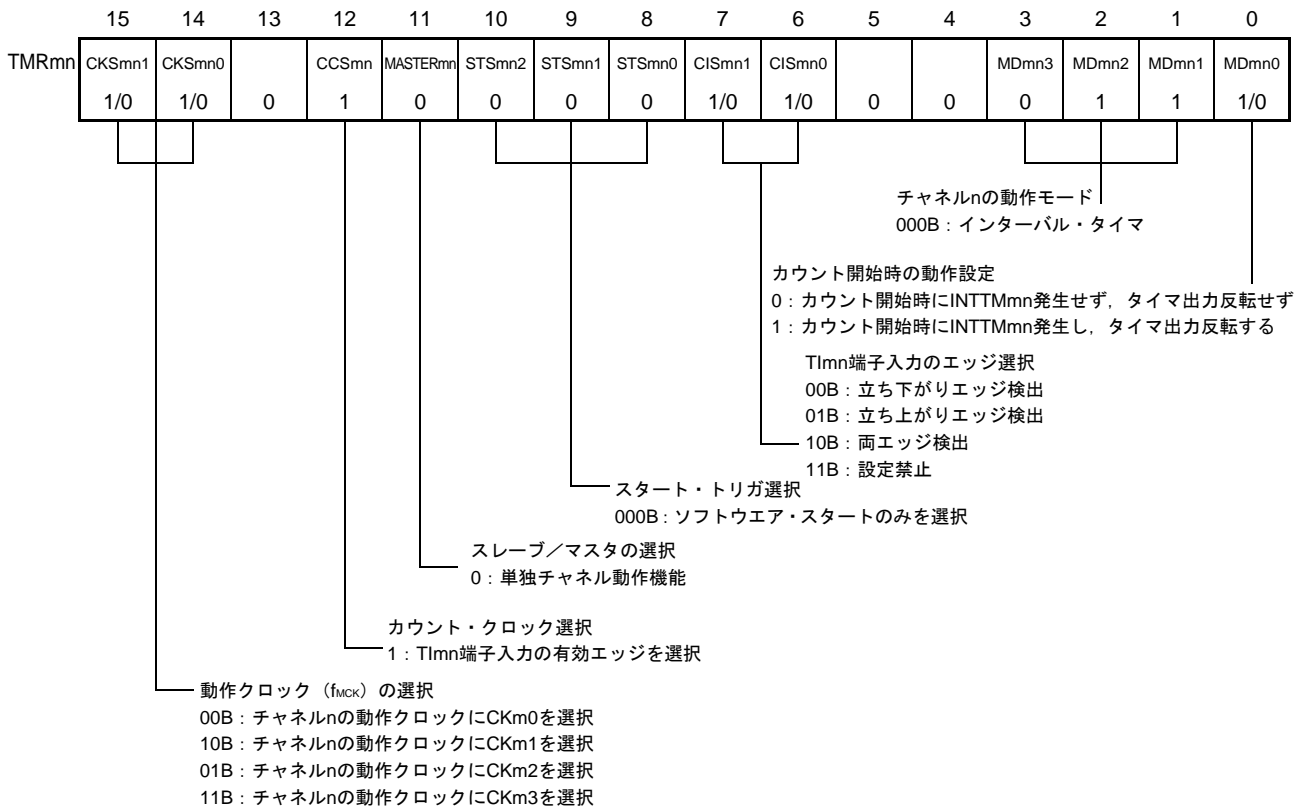 15 14 13 12 11 10 9 8 7 6 5 4 3 2 1 0
TMRmn CKSmn1 CKSmn0 CCSmn MASTERmn STSmn2 STSmn1 STSmn0 CISmn1 CISmn0 MDmn3 MDmn2 MDmn1 MDmn0
1/0 1/0 0 1 0 0 0 0 1/0 1/0 0 0 0 1 1 1/0
チャネルnの動作モード
000B:インターバル・タイマ
カウント開始時の動作設定
0:カウント開始時にINTTMmn発生せず,タイマ出力反転せず
1:カウント開始時にINTTMmn発生し,タイマ出力反転する
TImn端子入力のエッジ選択
00B:立ち下がりエッジ検出
01B:立ち上がりエッジ検出
10B:両エッジ検出
11B:設定禁止
スタート・トリガ選択
000B:ソフトウエア・スタートのみを選択
スレーブ/マスタの選択
0:単独チャネル動作機能
カウント・クロック選択
1:TImn端子入力の有効エッジを選択
動作クロック(fMCK)の選択
00B:チャネルnの動作クロックにCKm0を選択
10B:チャネルnの動作クロックにCKm1を選択
01B:チャネルnの動作クロックにCKm2を選択
11B:チャネルnの動作クロックにCKm3を選択